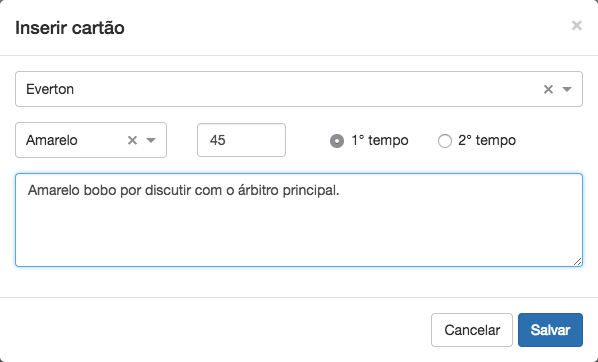 Inserir cartão ×
Everton ×
Amarelo × 45 1° tempo 2° tempo
Amarelo bobo por discutir com o árbitro principal.
Cancelar Salvar